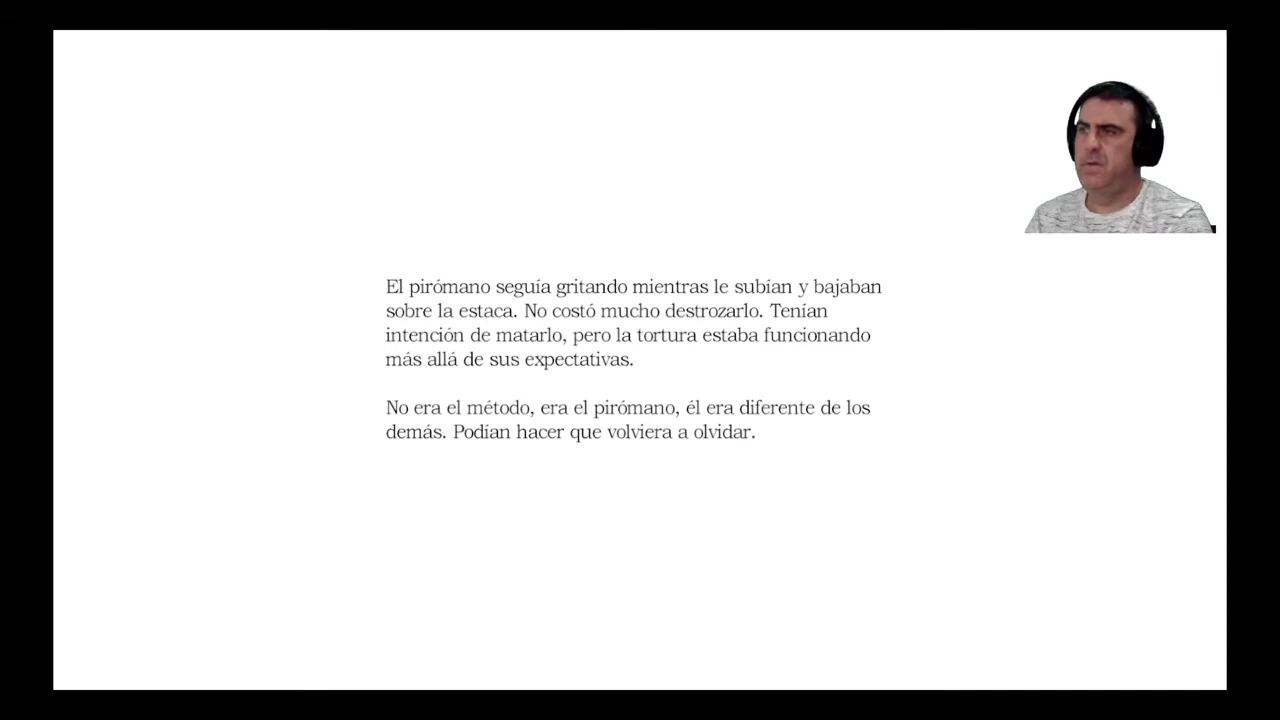 El pirómano seguía gritando mientras le subían y bajaban
sobre la estaca. No costó mucho destrozarlo. Tenían
intención de matarlo, pero la tortura estaba funcionando
más allá de sus expectativas.
No era el método, era el pirómano, él era diferente de los
demás. Podían hacer que volviera a olvidar.